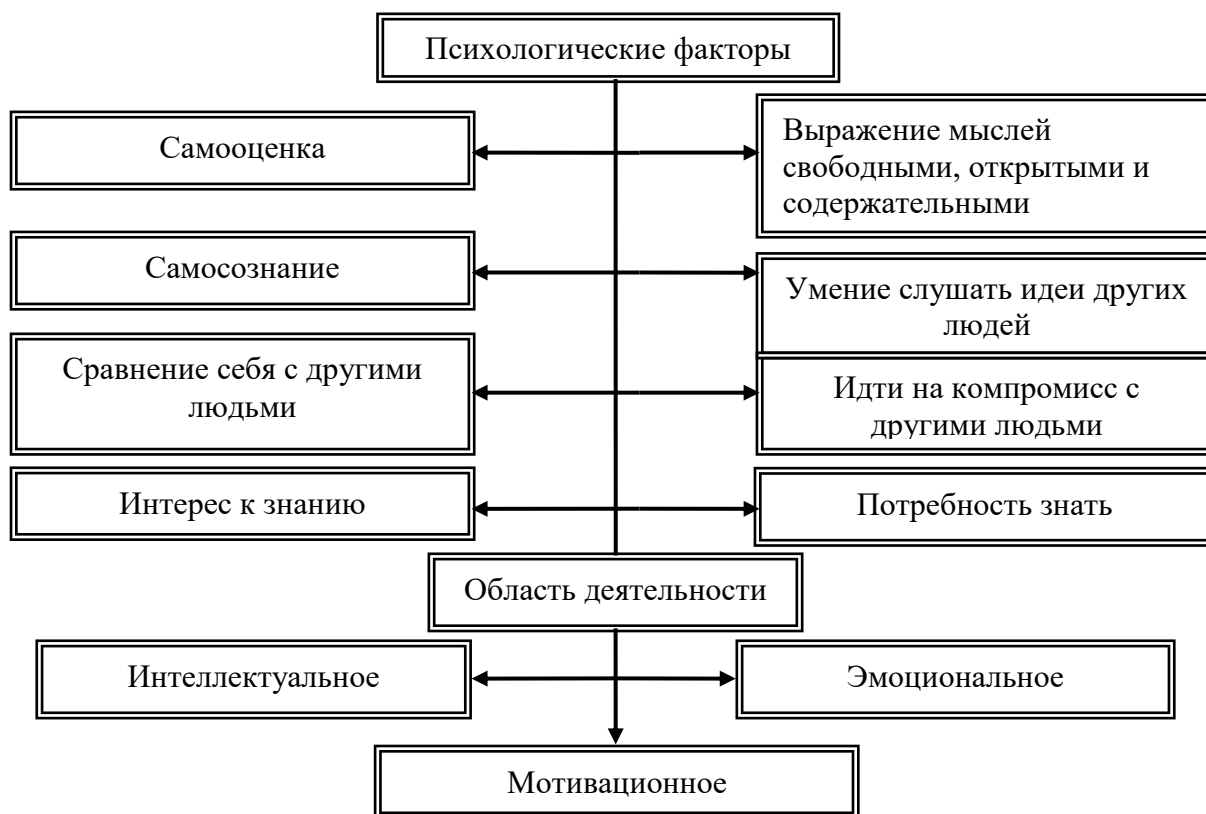 Психологические факторы
Самооценка
Выражение мыслей
свободными, открытыми и
содержательными
Самосознание
Умение слушать идеи других
людей
Сравнение себя с другими
людьми
Идти на компромисс с
другими людьми
Интерес к знанию
Потребность знать
Область деятельности
Интеллектуальное
Эмоциональное
Мотивационное